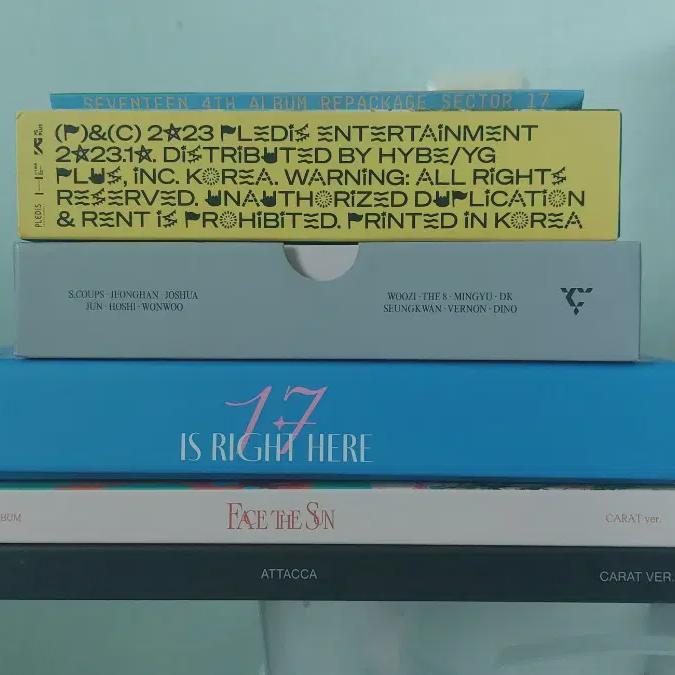 SEVENTEEN 4TH ALBUM REPACKAGE SECTOR 17
(P)&(C) 2023 PLEDIS ENTERTAINMENT
2023.10. DISTRIBUTED BY HYBE/YG
PLUS, INC. KOREA. WARNING: ALL RIGHTS
RESERVED. UNAUTHORIZED DUPLICATION
& RENT IS PROHIBITED. PRINTED IN KOREA
PLEDIS
S.COUPS · JEONGHAN · JOSHUA
JUN · HOSHI · WONWOO
WOOZI · THE 8 · MINGYU · DK
SEUNGKWAN · VERNON · DINO
17
IS RIGHT HERE
BUM
FACE THE SUN
CARAT ver.
ATTACCA
CARAT VER.